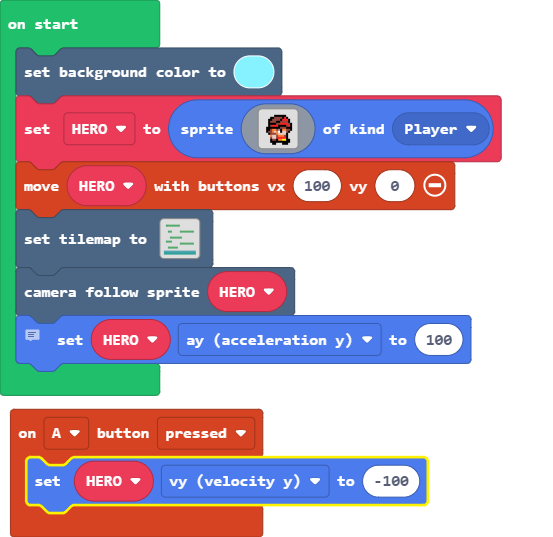 on start
set background color to
set HERO to sprite of kind Player
move HERO with buttons vx 100 vy 0
set tilemap to
camera follow sprite HERO
set HERO ay (acceleration y) to 100
on A button pressed
set HERO vy (velocity y) to -100